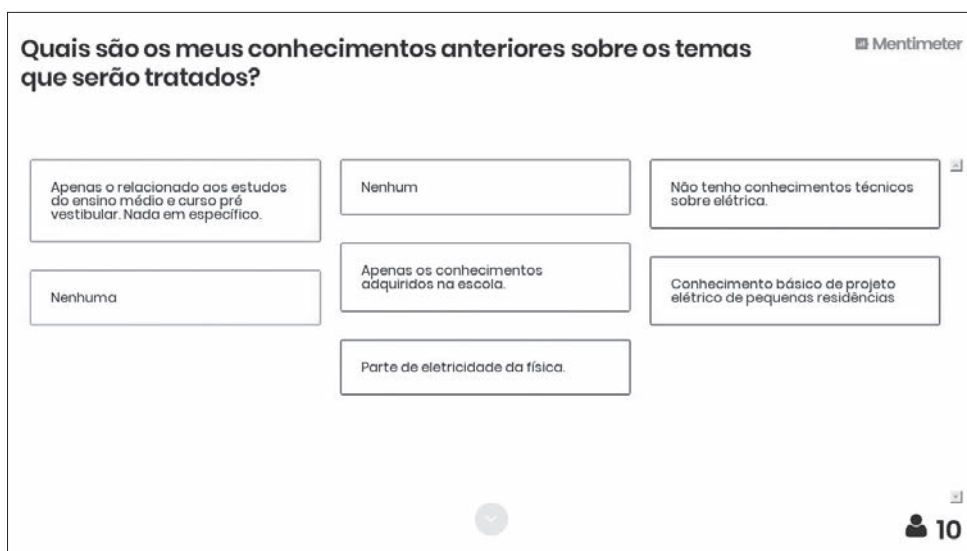 Quais são os meus conhecimentos anteriores sobre os temas
que serão tratados?
Mentimeter
Apenas o relacionado aos estudos
do ensino médio e curso pré
vestibular. Nada em específico.
Nenhuma
Nenhum
Apenas os conhecimentos
adquiridos na escola.
Parte de eletricidade da física.
Não tenho conhecimentos técnicos
sobre elétrica.
Conhecimento básico de projeto
elétrico de pequenas residências
10